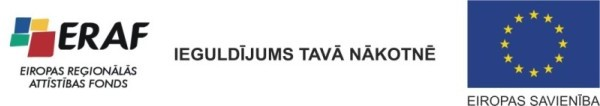 ERAF
EIROPAS REĢIONĀLĀS
ATTĪSTĪBAS FONDS
IEGULDĪJUMS TAVĀ NĀKOTNĒ
EIROPAS SAVIENĪBA